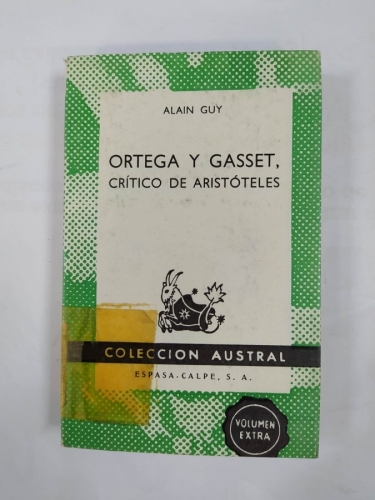 ALAIN GUY
ORTEGA Y GASSET,
CRÍTICO DE ARISTÓTELES
COLECCION AUSTRAL
ESPASA-CALPE, S. A.
VOLUMEN
EXTRA